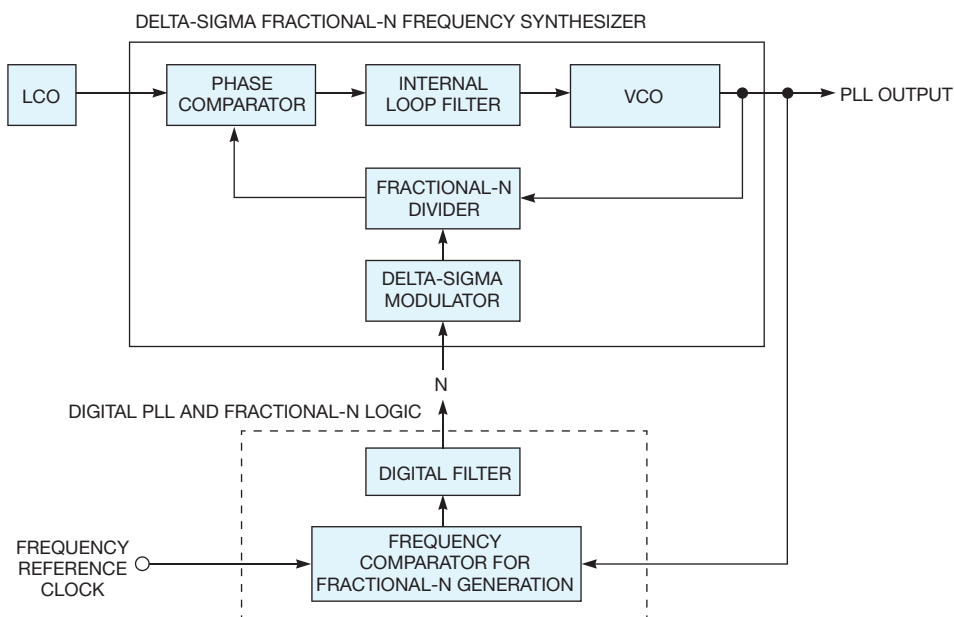 DELTA-SIGMA FRACTIONAL-N FREQUENCY SYNTHESIZER
LCO
PHASE
COMPARATOR
INTERNAL
LOOP FILTER
VCO
PLL OUTPUT
FRACTIONAL-N
DIVIDER
DELTA-SIGMA
MODULATOR
N
DIGITAL PLL AND FRACTIONAL-N LOGIC
DIGITAL FILTER
FREQUENCY
REFERENCE
CLOCK
FREQUENCY
COMPARATOR FOR
FRACTIONAL-N GENERATION